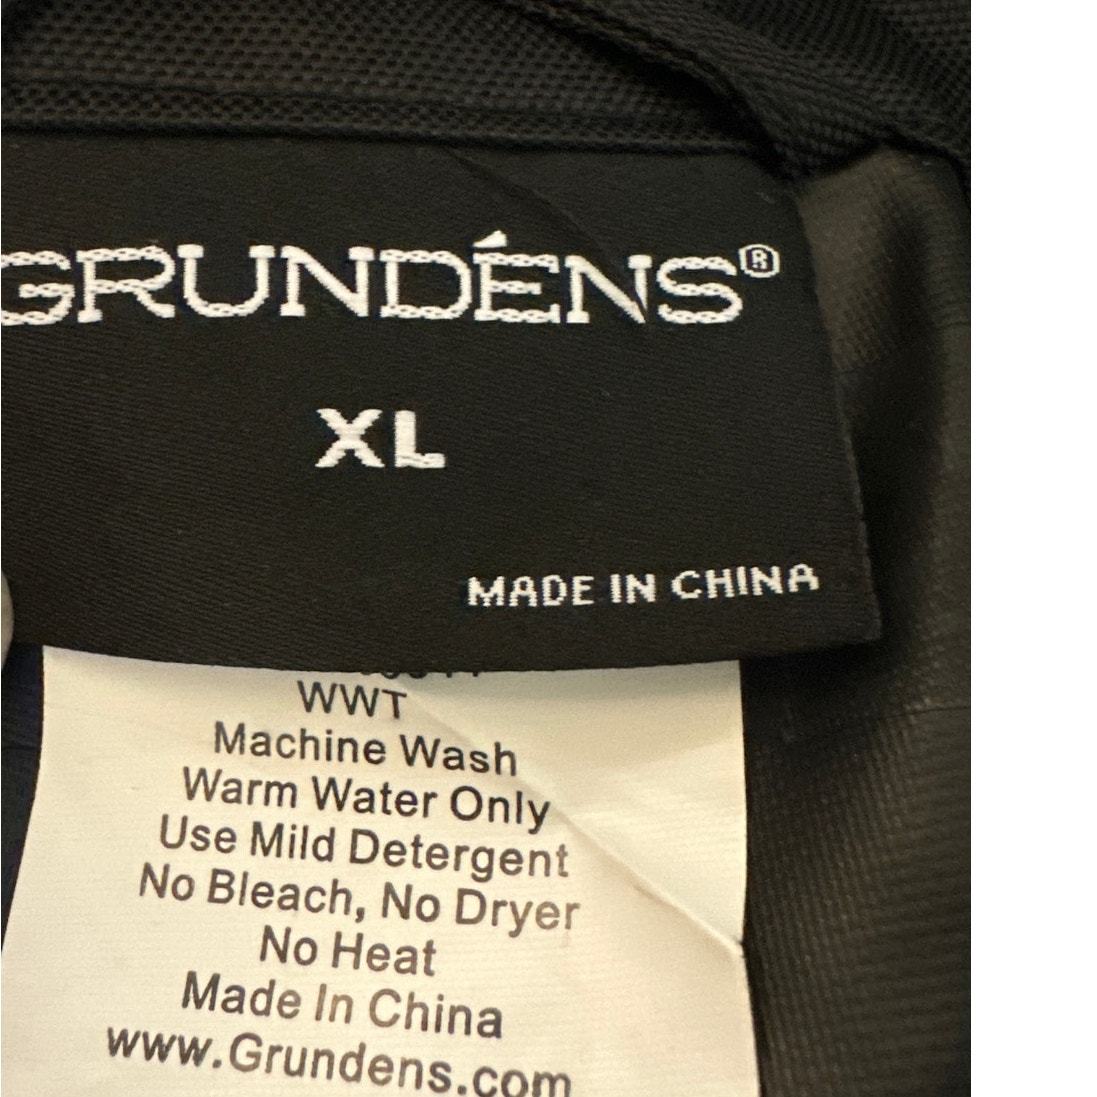 GRUNDÉNS®
XL
MADE IN CHINA
WWT
Machine Wash
Warm Water Only
Use Mild Detergent
No Bleach, No Dryer
No Heat
Made In China
www.Grundens.com